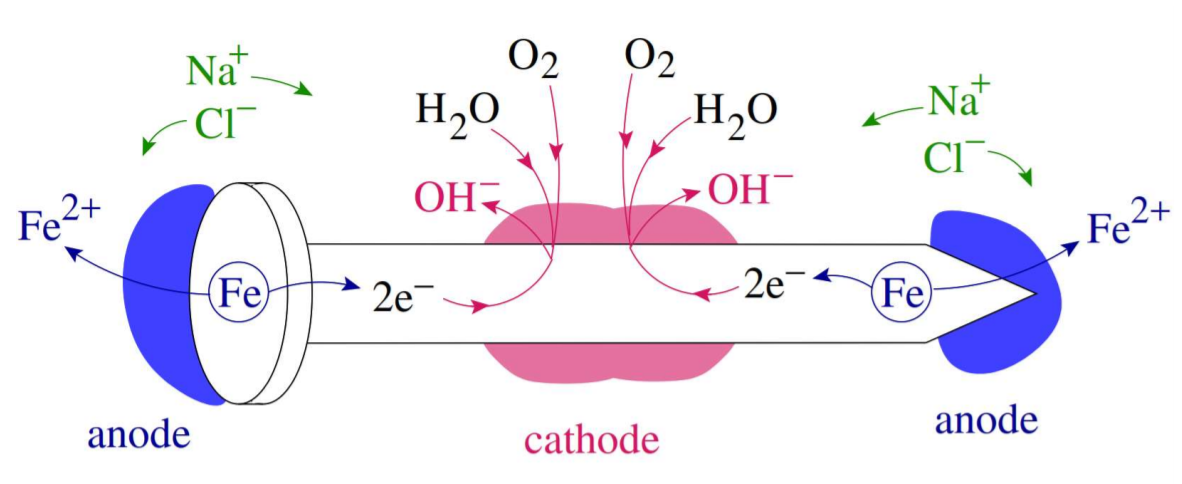 O₂ O₂
Na⁺ Na⁺
H₂O H₂O
Cl⁻ Cl⁻
OH⁻ OH⁻
Fe²⁺ Fe²⁺
Fe 2e⁻ 2e⁻ Fe
anode cathode anode